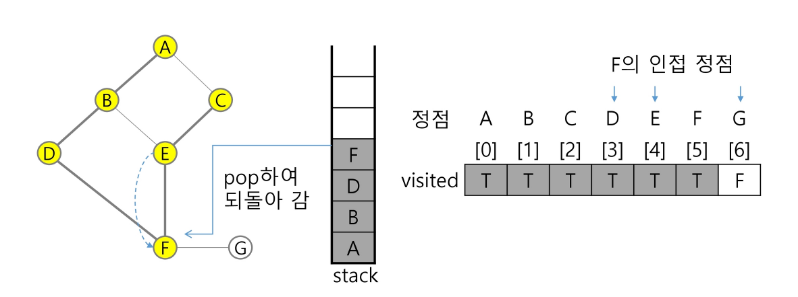 A
B
C
D
E
F
G
pop하여
되돌아 감
F
D
B
A
stack
F의 인접 정점
정점 A B C D E F G
[0] [1] [2] [3] [4] [5] [6]
visited T T T T T T F